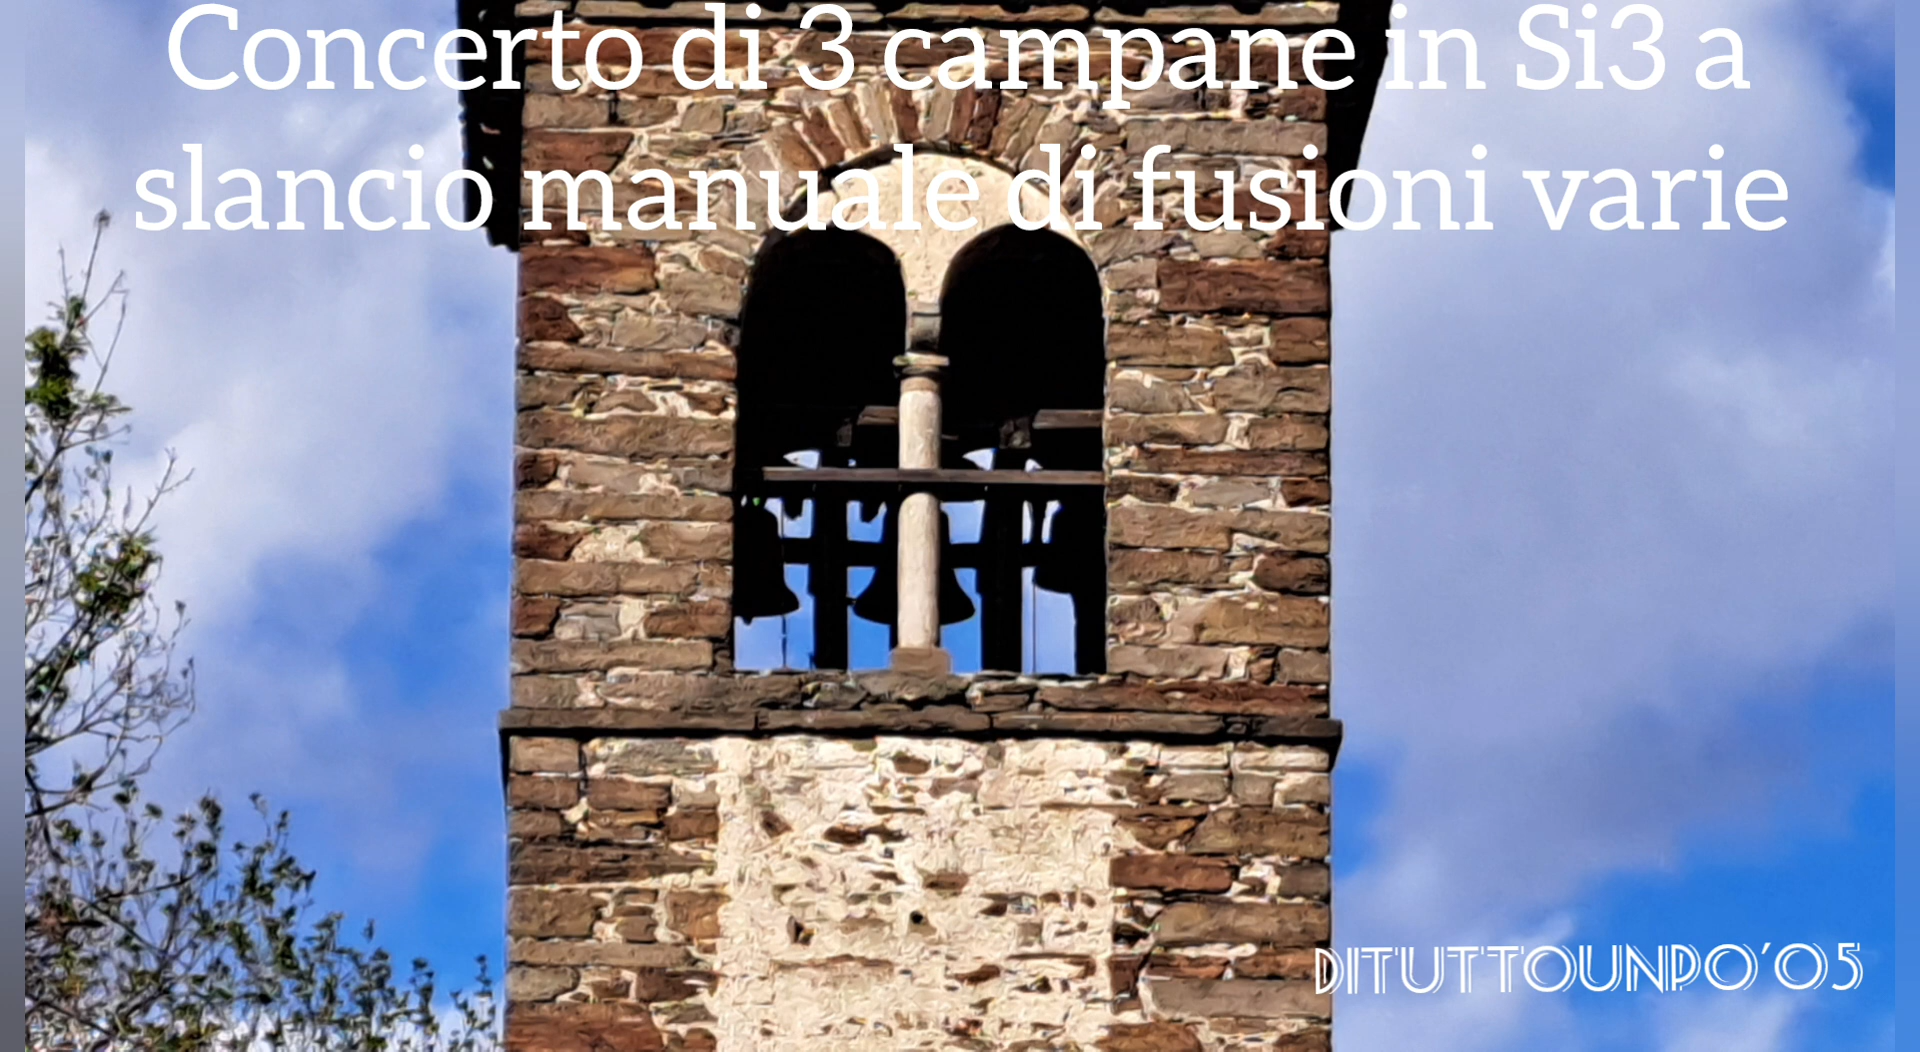 Concerto di 3 campane in Si3 a
slancio manuale di fusioni varie
DITUTTOUNPO'05